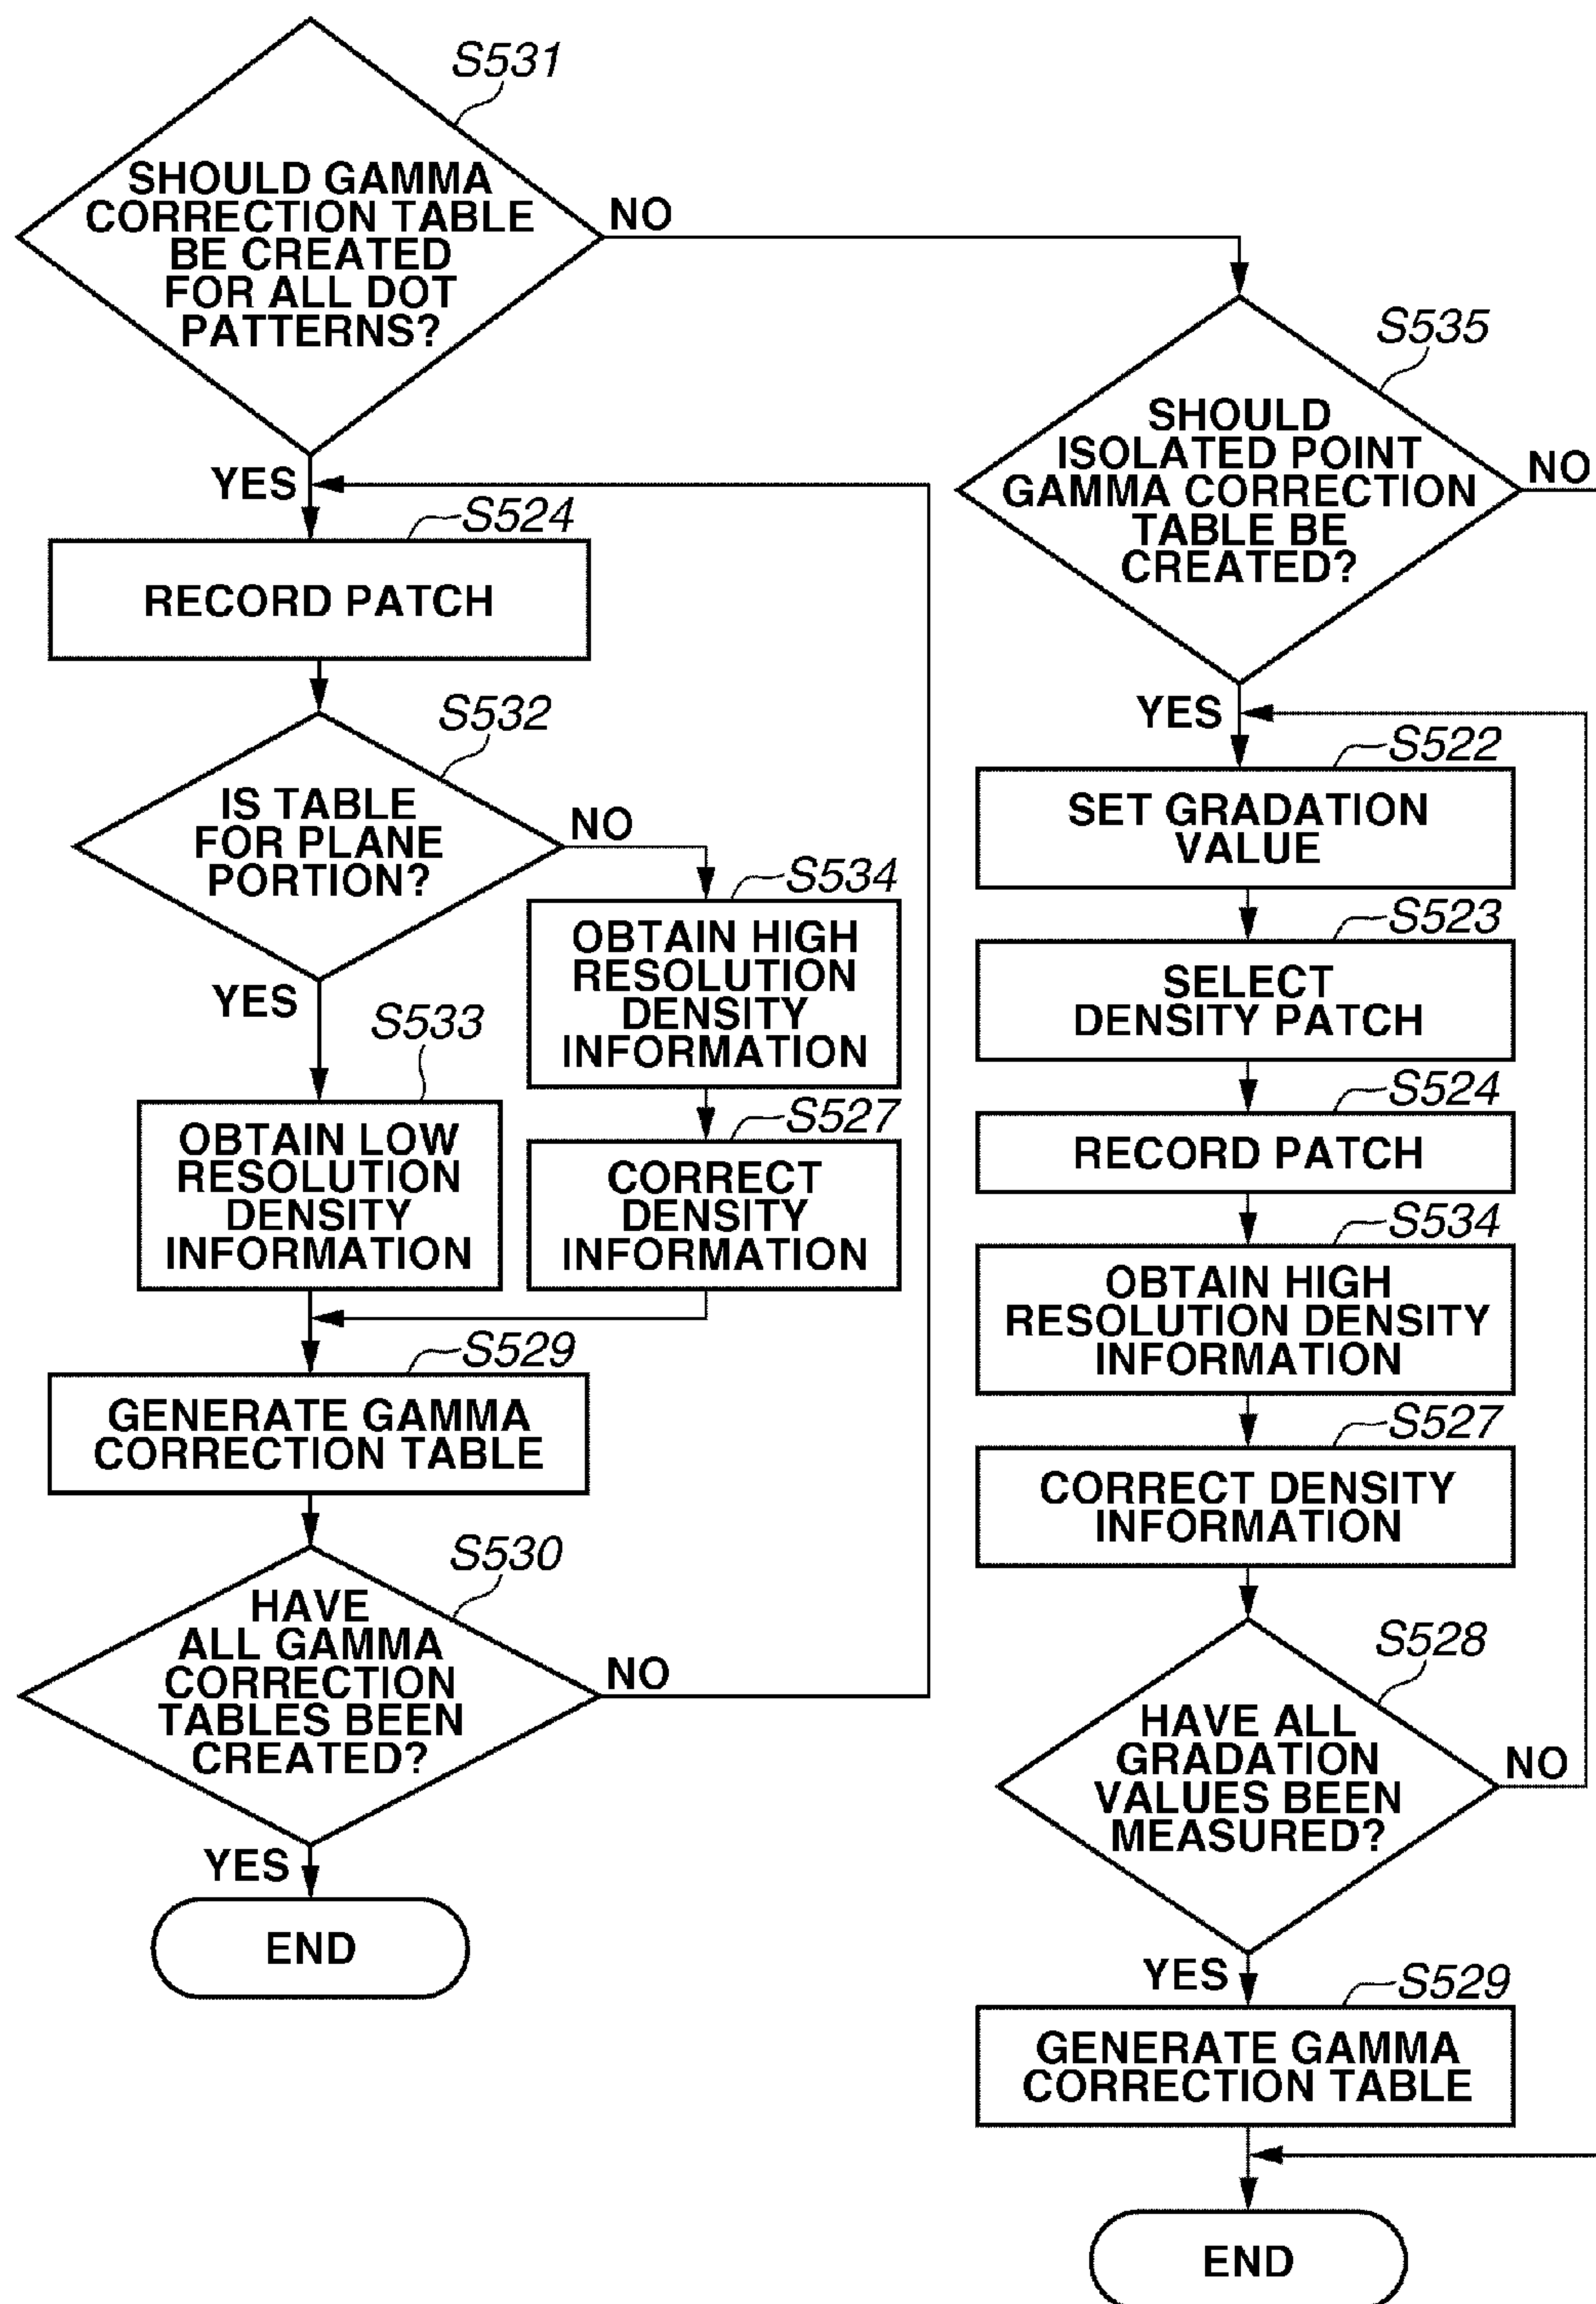 S531
SHOULD GAMMA
CORRECTION TABLE
BE CREATED
FOR ALL DOT
PATTERNS?
NO
YES
S524
RECORD PATCH
S532
IS TABLE
FOR PLANE
PORTION?
NO
YES
S534
OBTAIN HIGH
RESOLUTION
DENSITY
INFORMATION
S533
OBTAIN LOW
RESOLUTION
DENSITY
INFORMATION
S527
CORRECT
DENSITY
INFORMATION
S529
GENERATE GAMMA
CORRECTION TABLE
S530
HAVE
ALL GAMMA
CORRECTION
TABLES BEEN
CREATED?
NO
YES
END
S535
SHOULD
ISOLATED POINT
GAMMA CORRECTION
TABLE BE
CREATED?
NO
YES
S522
SET GRADATION
VALUE
S523
SELECT
DENSITY PATCH
S524
RECORD PATCH
S534
OBTAIN HIGH
RESOLUTION DENSITY
INFORMATION
S527
CORRECT DENSITY
INFORMATION
S528
HAVE ALL
GRADATION
VALUES BEEN
MEASURED?
NO
YES
S529
GENERATE GAMMA
CORRECTION TABLE
END